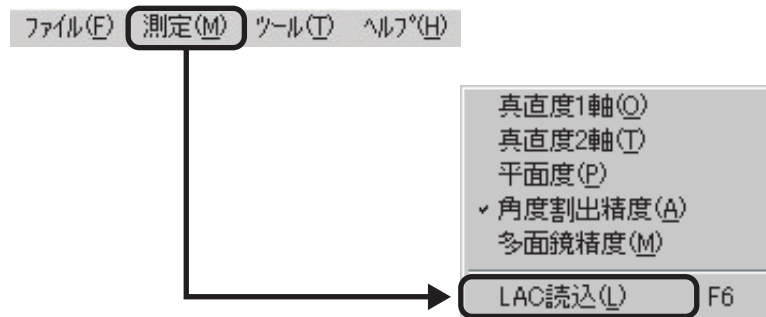 ﾌｧｲﾙ(F) 測定(M) ﾂｰﾙ(T) ﾍﾙﾌﾟ(H)
真直度1軸(O)
真直度2軸(T)
平面度(P)
✓角度割出精度(A)
多面鏡精度(M)
LAC読込(L) F6